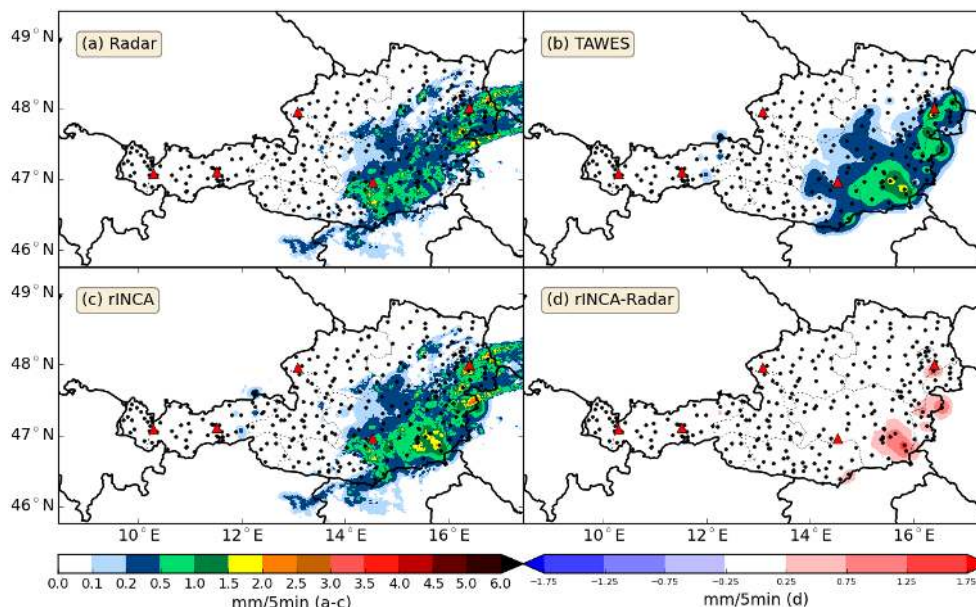 (a) Radar
(b) TAWES
49°N
48°N
47°N
46°N
(c) rINCA
(d) rINCA-Radar
49°N
48°N
47°N
46°N
10°E 12°E 14°E 16°E 10°E 12°E 14°E 16°E
0.0 0.1 0.2 0.5 1.0 1.5 2.0 2.5 3.0 3.5 4.0 4.5 5.0 6.0
−1.75 −1.25 −0.75 −0.25 0.25 0.75 1.25 1.75
mm/5min (a-c)
mm/5min (d)